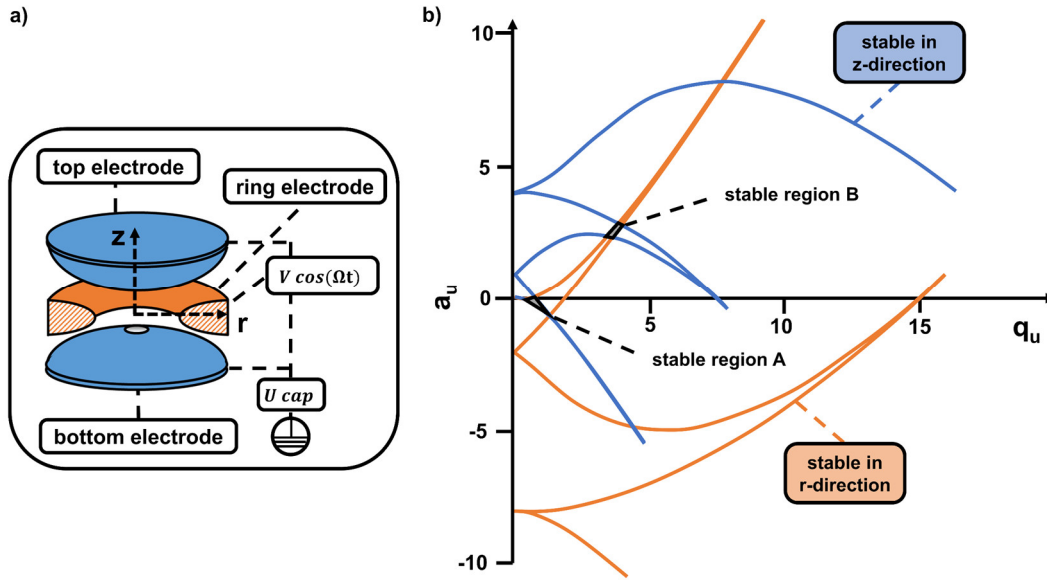 a)
top electrode
ring electrode
z
V cos(Ωt)
r
U cap
bottom electrode
b)
10
5
0
-5
-10
a_u
5
10
15
q_u
stable in
z-direction
stable region B
stable region A
stable in
r-direction